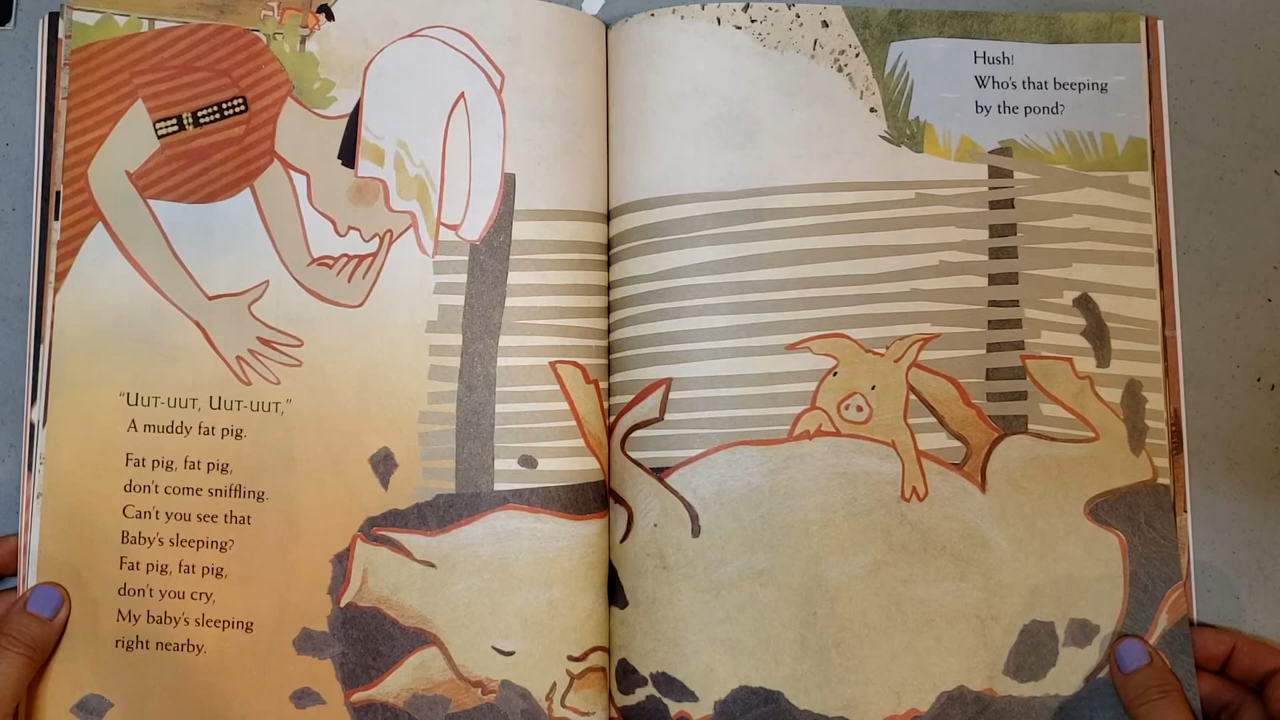 "UUT-UUT, UUT-UUT,"
A muddy fat pig.
Fat pig, fat pig,
don't come sniffling.
Can't you see that
Baby's sleeping?
Fat pig, fat pig,
don't you cry,
My baby's sleeping
right nearby.
Hush!
Who's that beeping
by the pond?